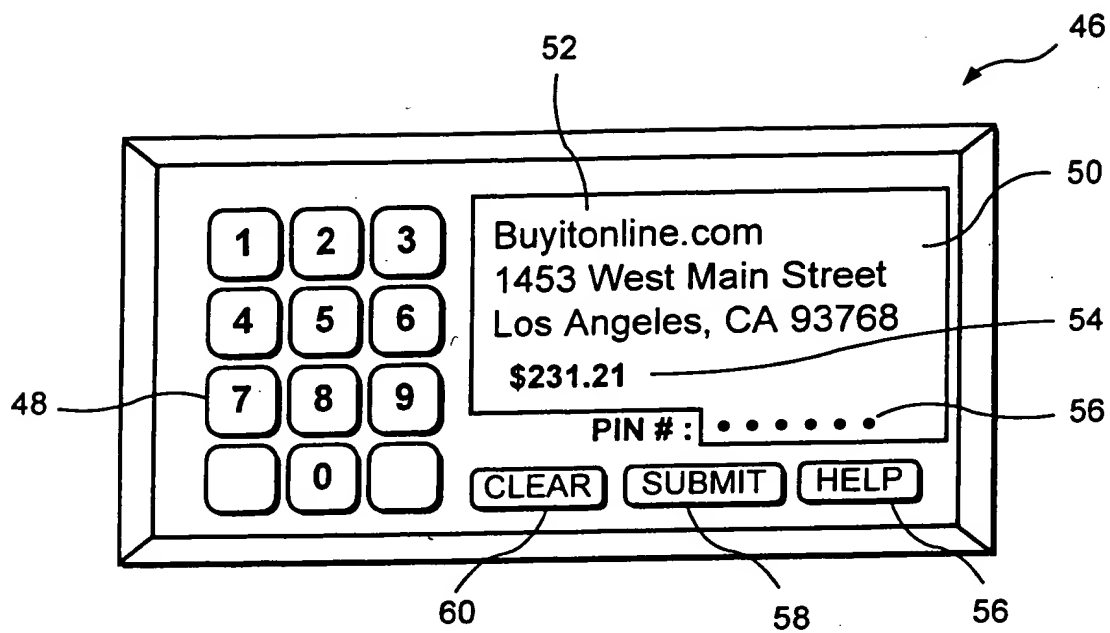 46
52
50
1 2 3
Buyitonline.com
1453 West Main Street
4 5 6
Los Angeles, CA 93768
54
$231.21
48
7 8 9
56
PIN # : • • • • • •
0
CLEAR SUBMIT HELP
60
58
56